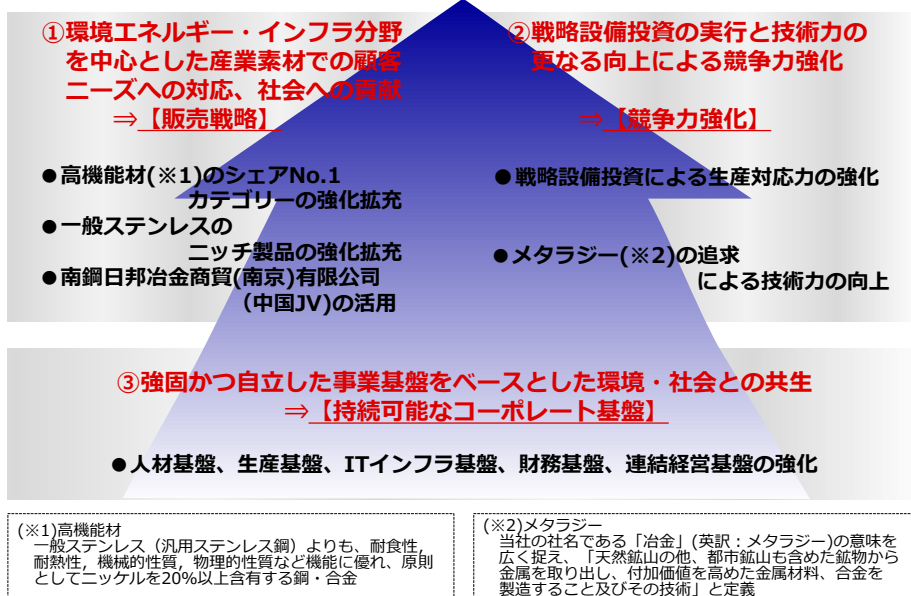 ①環境エネルギー・インフラ分野
を中心とした産業素材での顧客
ニーズへの対応、社会への貢献
⇒【販売戦略】
●高機能材(※1)のシェアNo.1
カテゴリーの強化拡充
●一般ステンレスの
ニッチ製品の強化拡充
●南鋼日邦冶金商貿(南京)有限公司
（中国JV)の活用
②戦略設備投資の実行と技術力の
更なる向上による競争力強化
⇒【競争力強化】
●戦略設備投資による生産対応力の強化
●メタラジー(※2)の追求
による技術力の向上
③強固かつ自立した事業基盤をベースとした環境・社会との共生
⇒【持続可能なコーポレート基盤】
●人材基盤、生産基盤、ITインフラ基盤、財務基盤、連結経営基盤の強化
(※1)高機能材
一般ステンレス（汎用ステンレス鋼）よりも、耐食性，
耐熱性，機械的性質，物理的性質など機能に優れ、原則
としてニッケルを20%以上含有する鋼・合金
(※2)メタラジー
当社の社名である「冶金」(英訳：メタラジー)の意味を
広く捉え、「天然鉱山の他、都市鉱山も含めた鉱物から
金属を取り出し、付加価値を高めた金属材料、合金を
製造すること及びその技術」と定義